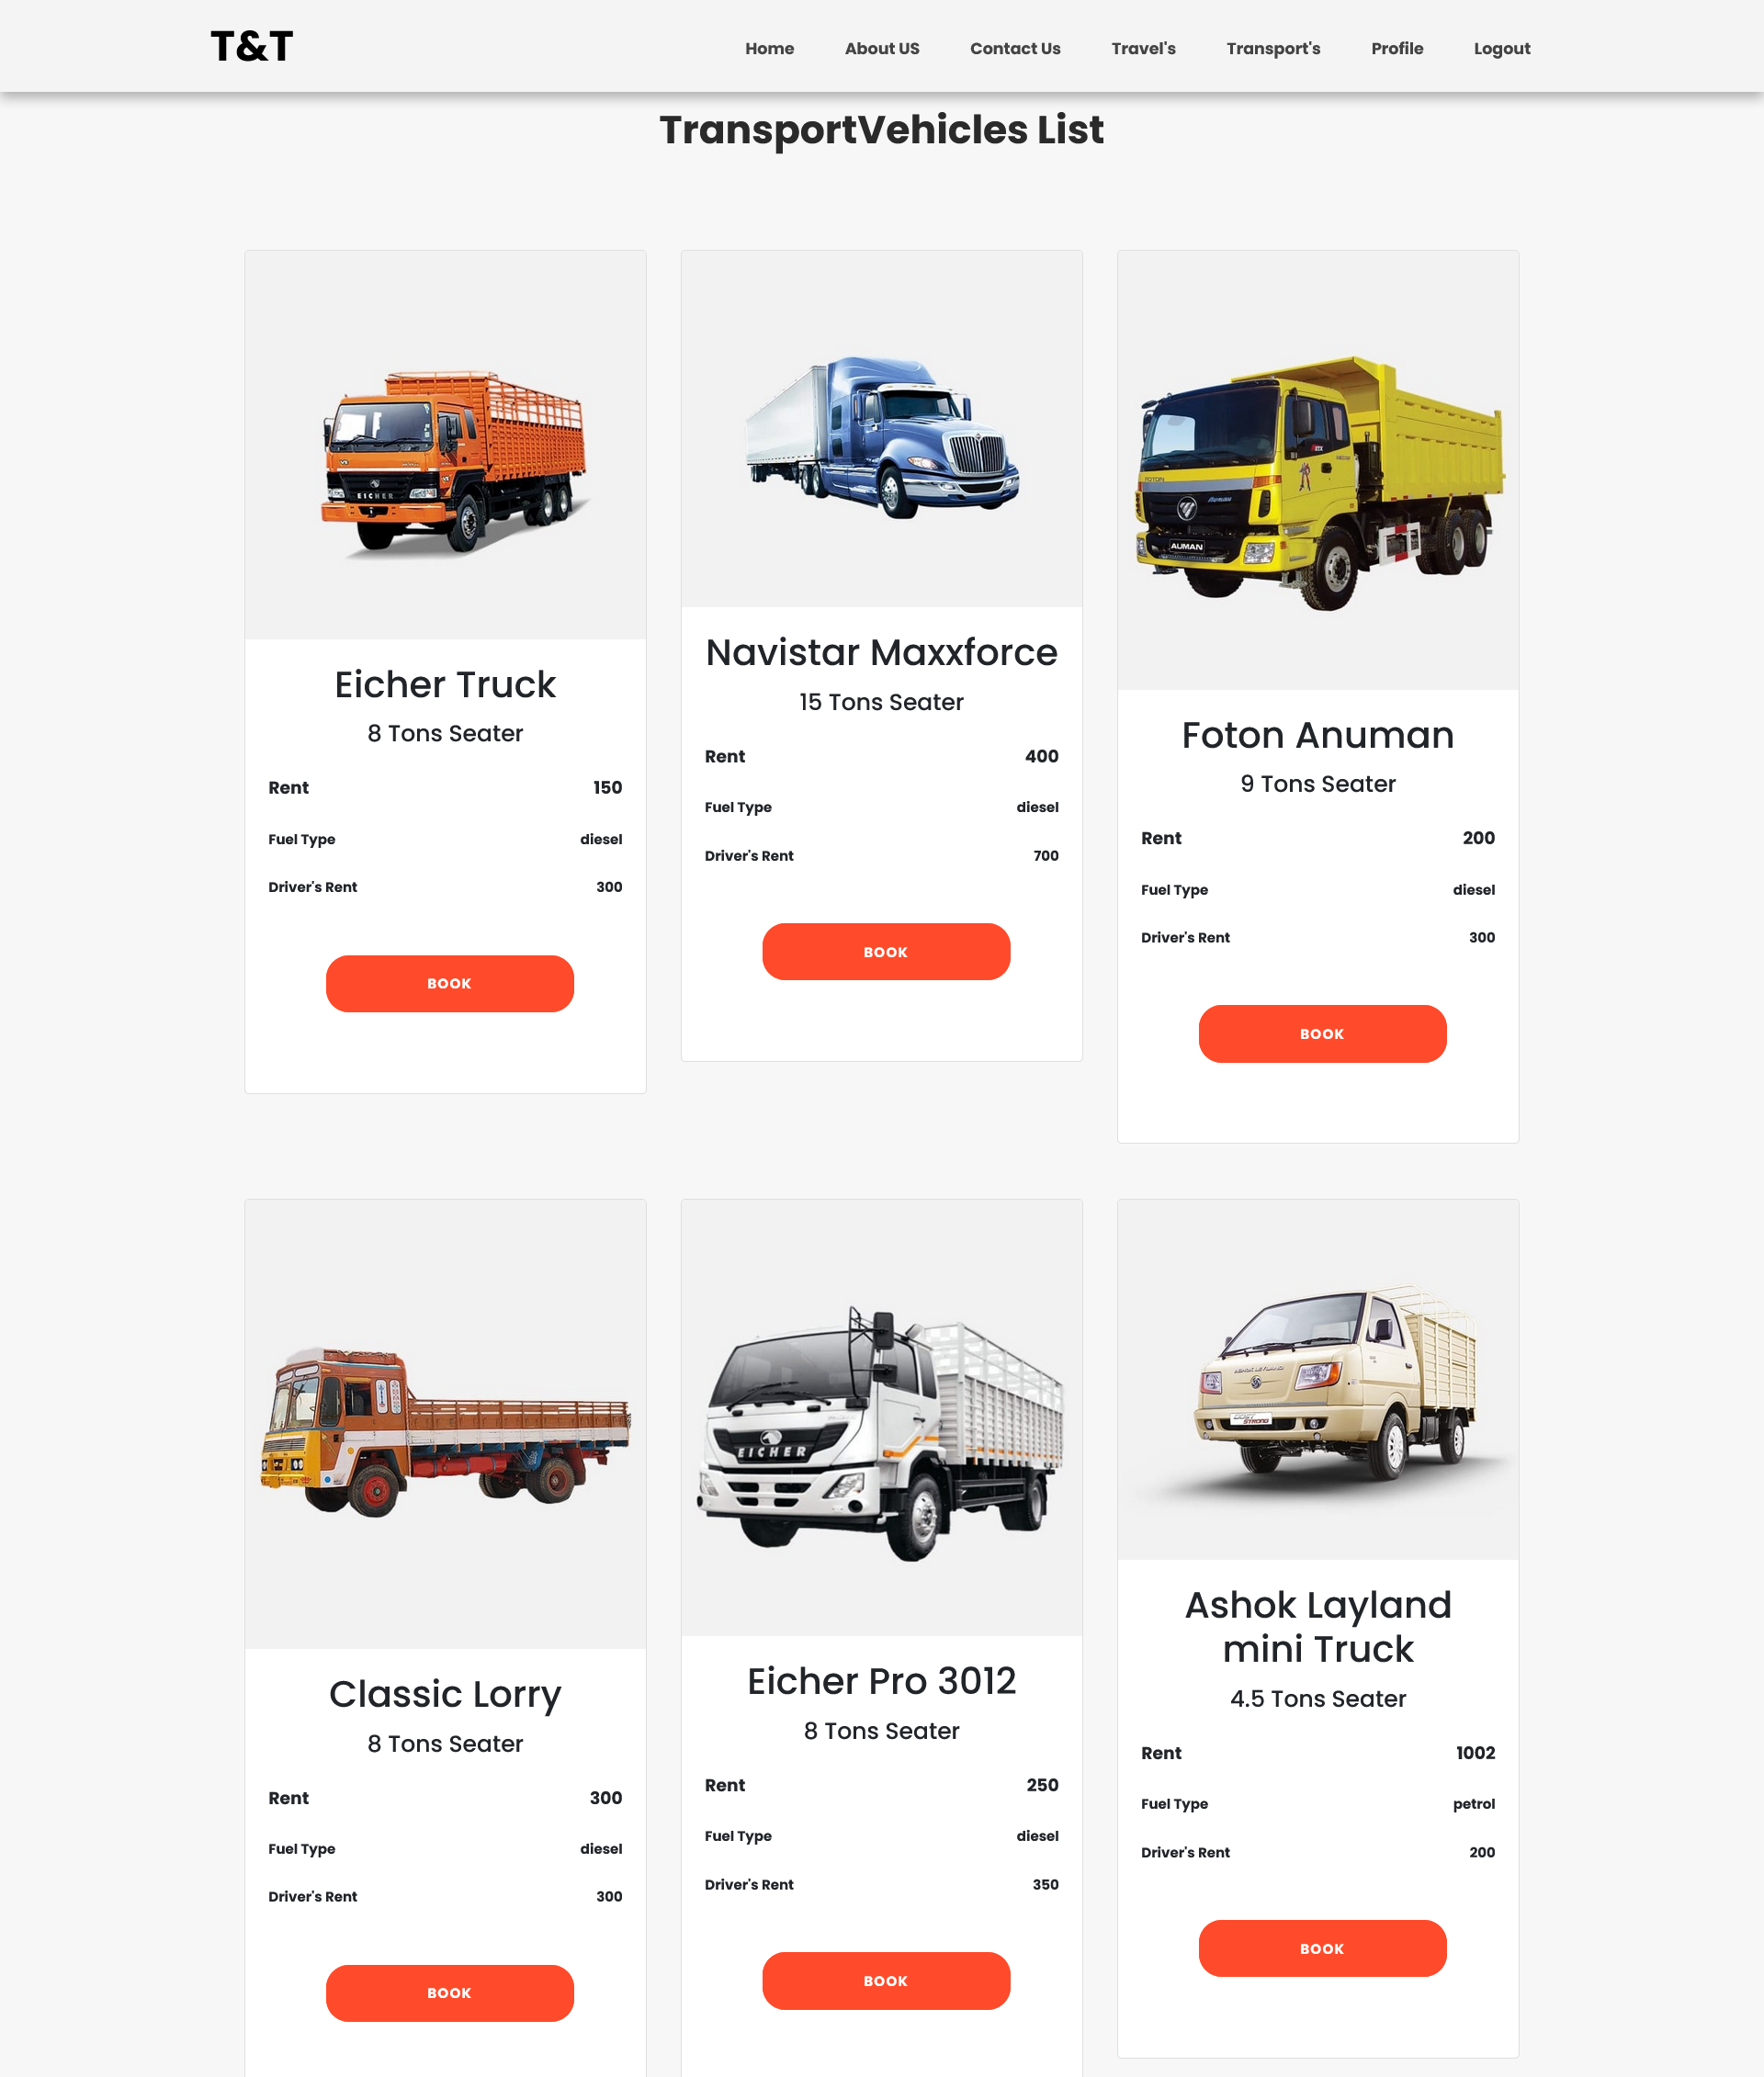 T&T
Home About US Contact Us Travel's Transport's Profile Logout
TransportVehicles List
EICHER
Eicher Truck
8 Tons Seater
Rent 150
Fuel Type diesel
Driver's Rent 300
BOOK
Navistar Maxxforce
15 Tons Seater
Rent 400
Fuel Type diesel
Driver's Rent 700
BOOK
FOTON
AUMAN
Foton Anuman
9 Tons Seater
Rent 200
Fuel Type diesel
Driver's Rent 300
BOOK
Classic Lorry
8 Tons Seater
Rent 300
Fuel Type diesel
Driver's Rent 300
BOOK
EICHER
Eicher Pro 3012
8 Tons Seater
Rent 250
Fuel Type diesel
Driver's Rent 350
BOOK
ASHOK LEYLAND
STRONG
Ashok Layland
mini Truck
4.5 Tons Seater
Rent 1002
Fuel Type petrol
Driver's Rent 200
BOOK